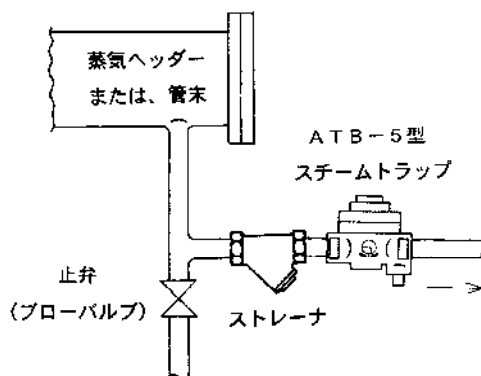 蒸気ヘッダー
または、管末
ATB-5型
スチームトラップ
止弁
(ブローバルブ)
ストレーナ